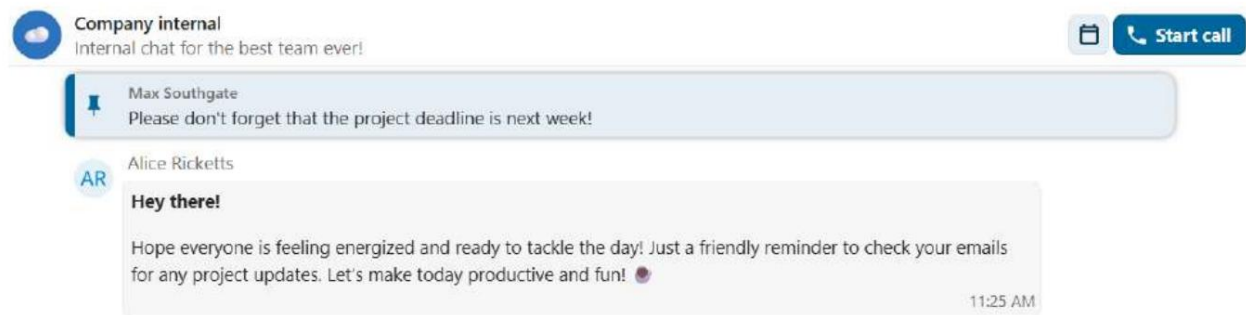 Company internal
Internal chat for the best team ever!
Start call
Max Southgate
Please don't forget that the project deadline is next week!
AR
Alice Ricketts
Hey there!
Hope everyone is feeling energized and ready to tackle the day! Just a friendly reminder to check your emails
for any project updates. Let's make today productive and fun!
11:25 AM